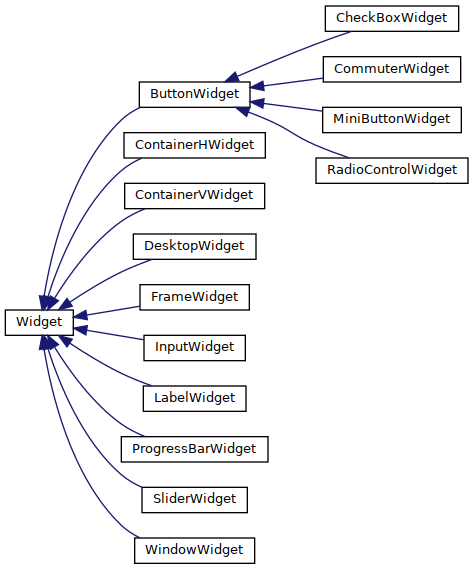 CheckBoxWidget
CommuterWidget
ButtonWidget
MiniButtonWidget
ContainerHWidget
RadioControlWidget
ContainerVWidget
DesktopWidget
FrameWidget
Widget
InputWidget
LabelWidget
ProgressBarWidget
SliderWidget
WindowWidget